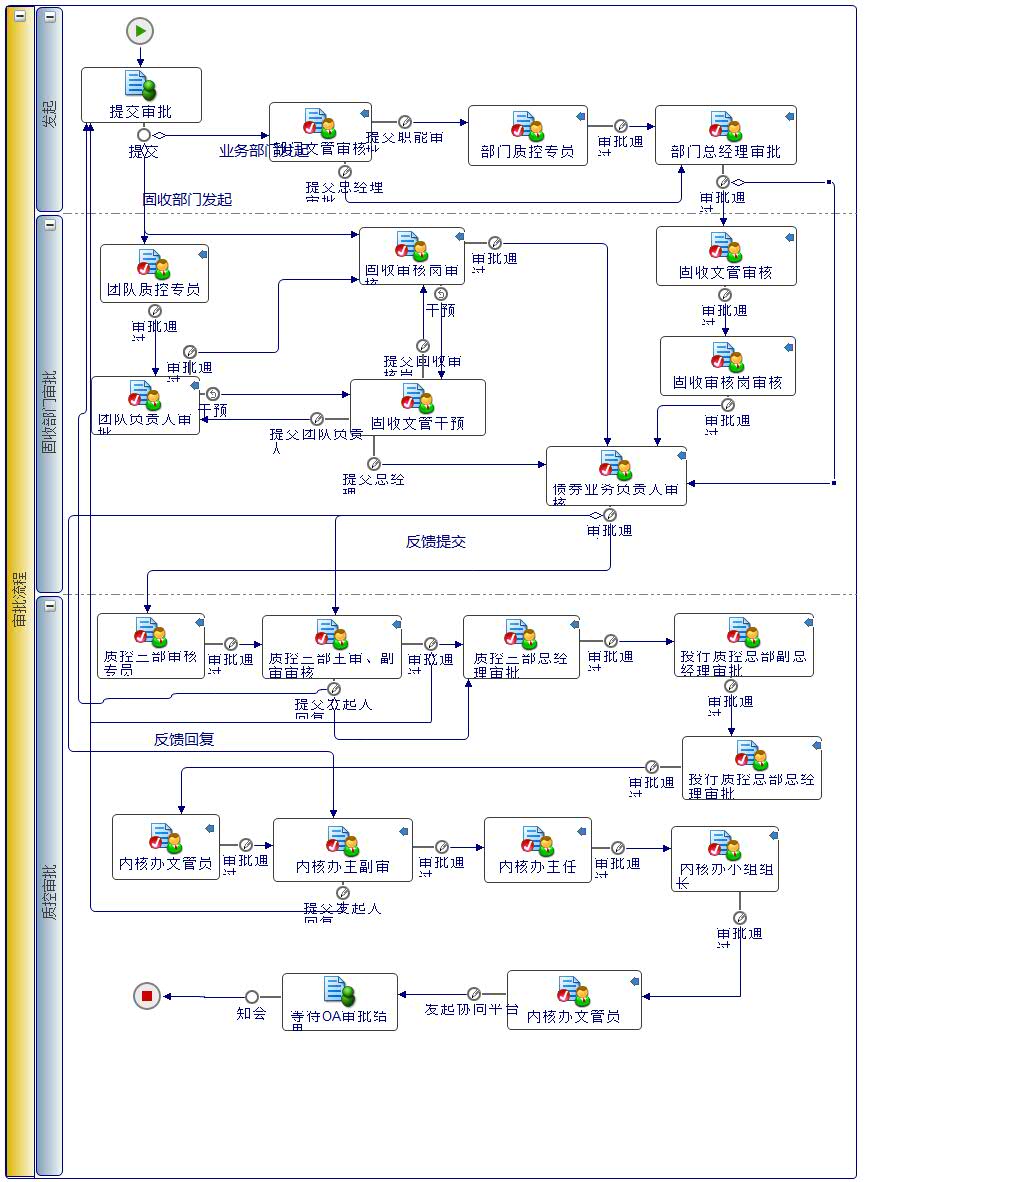 审批流程
发起
提交审批
提交
业务部门发起
部门文管审核
提交职能审批
部门质控专员
审批通过
部门总经理审批
提交总经理审批
审批通过
固收部门发起
固收部门审批
团队质控专员
固收审核岗审核
审批通过
固收文管审核
审批通过
干预
审批通过
审批通过
提交固收审核岗
固收审核岗审核
团队负责人审批
干预
固收文管干预
审批通过
提交团队负责人
提交总经理
债券业务负责人审核
审批通过
反馈提交
质控审批
质控二部审核专员
审批通过
质控二部主审、副审审核
审批通过
质控二部总经理审批
审批通过
投行质控总部副总经理审批
提交发起人回复
审批通过
反馈回复
投行质控总部总经理审批
审批通过
内核办文管员
审批通过
内核办主副审
审批通过
内核办主任
审批通过
内核办小组组长
提交发起人回复
审批通过
知会
等待OA审批结果
发起协同平台
内核办文管员